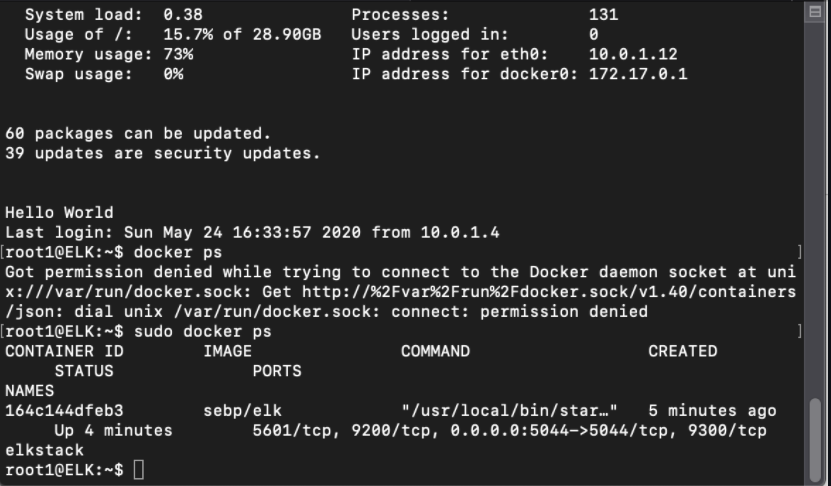 System load:  0.38               Processes:              131
Usage of /:   15.7% of 28.90GB   Users logged in:        0
Memory usage: 73%                IP address for eth0:    10.0.1.12
Swap usage:   0%                 IP address for docker0: 172.17.0.1
60 packages can be updated.
39 updates are security updates.
Hello World
Last login: Sun May 24 16:33:57 2020 from 10.0.1.4
[root1@ELK:~$ docker ps ]
Got permission denied while trying to connect to the Docker daemon socket at uni
x:///var/run/docker.sock: Get http://%2Fvar%2Frun%2Fdocker.sock/v1.40/containers
/json: dial unix /var/run/docker.sock: connect: permission denied
[root1@ELK:~$ sudo docker ps ]
CONTAINER ID        IMAGE               COMMAND                  CREATED
     STATUS              PORTS
NAMES
164c144dfeb3        sebp/elk            "/usr/local/bin/star…"   5 minutes ago
     Up 4 minutes        5601/tcp, 9200/tcp, 0.0.0.0:5044->5044/tcp, 9300/tcp
elkstack
root1@ELK:~$